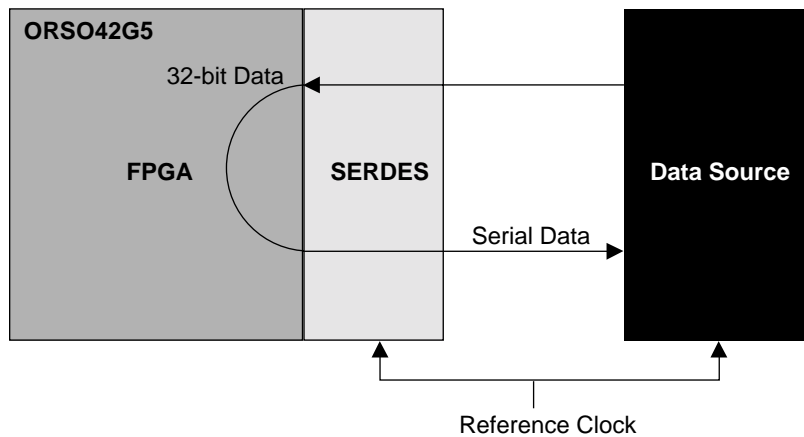 ORSO42G5
32-bit Data
FPGA
SERDES
Data Source
Serial Data
Reference Clock